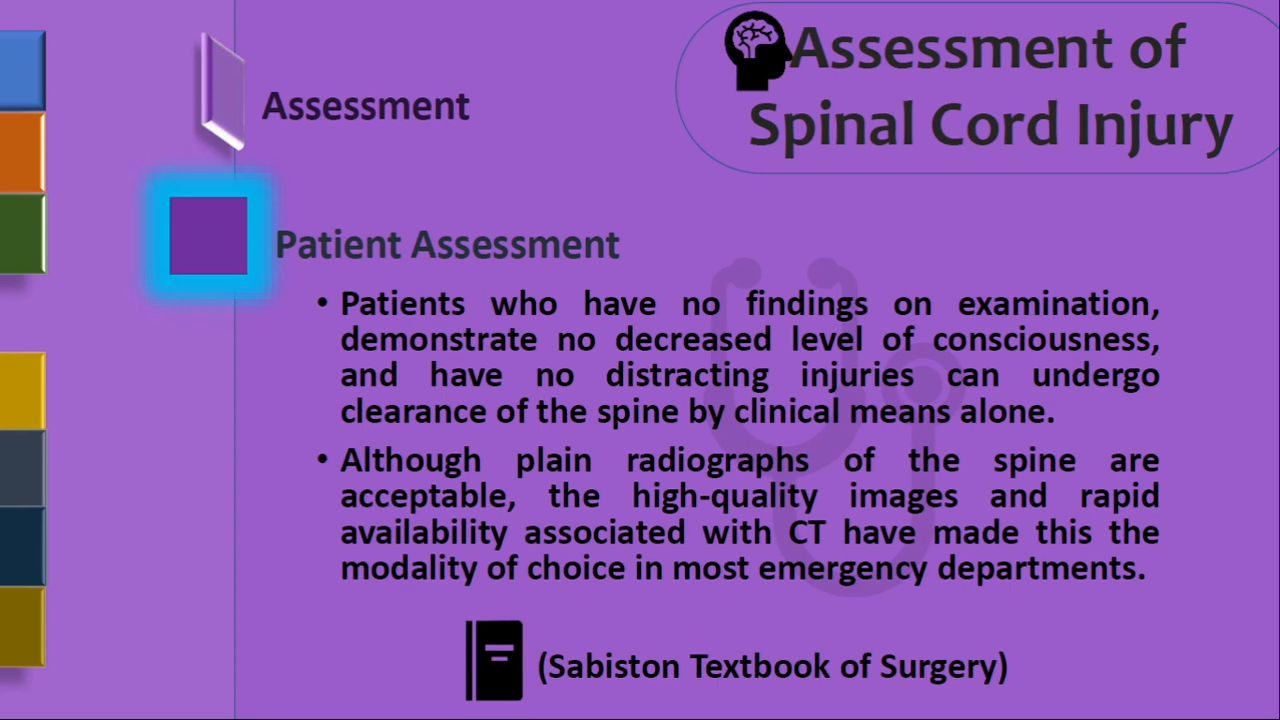 Assessment of
Spinal Cord Injury
Assessment
Patient Assessment
• Patients who have no findings on examination,
demonstrate no decreased level of consciousness,
and have no distracting injuries can undergo
clearance of the spine by clinical means alone.
• Although plain radiographs of the spine are
acceptable, the high-quality images and rapid
availability associated with CT have made this the
modality of choice in most emergency departments.
(Sabiston Textbook of Surgery)